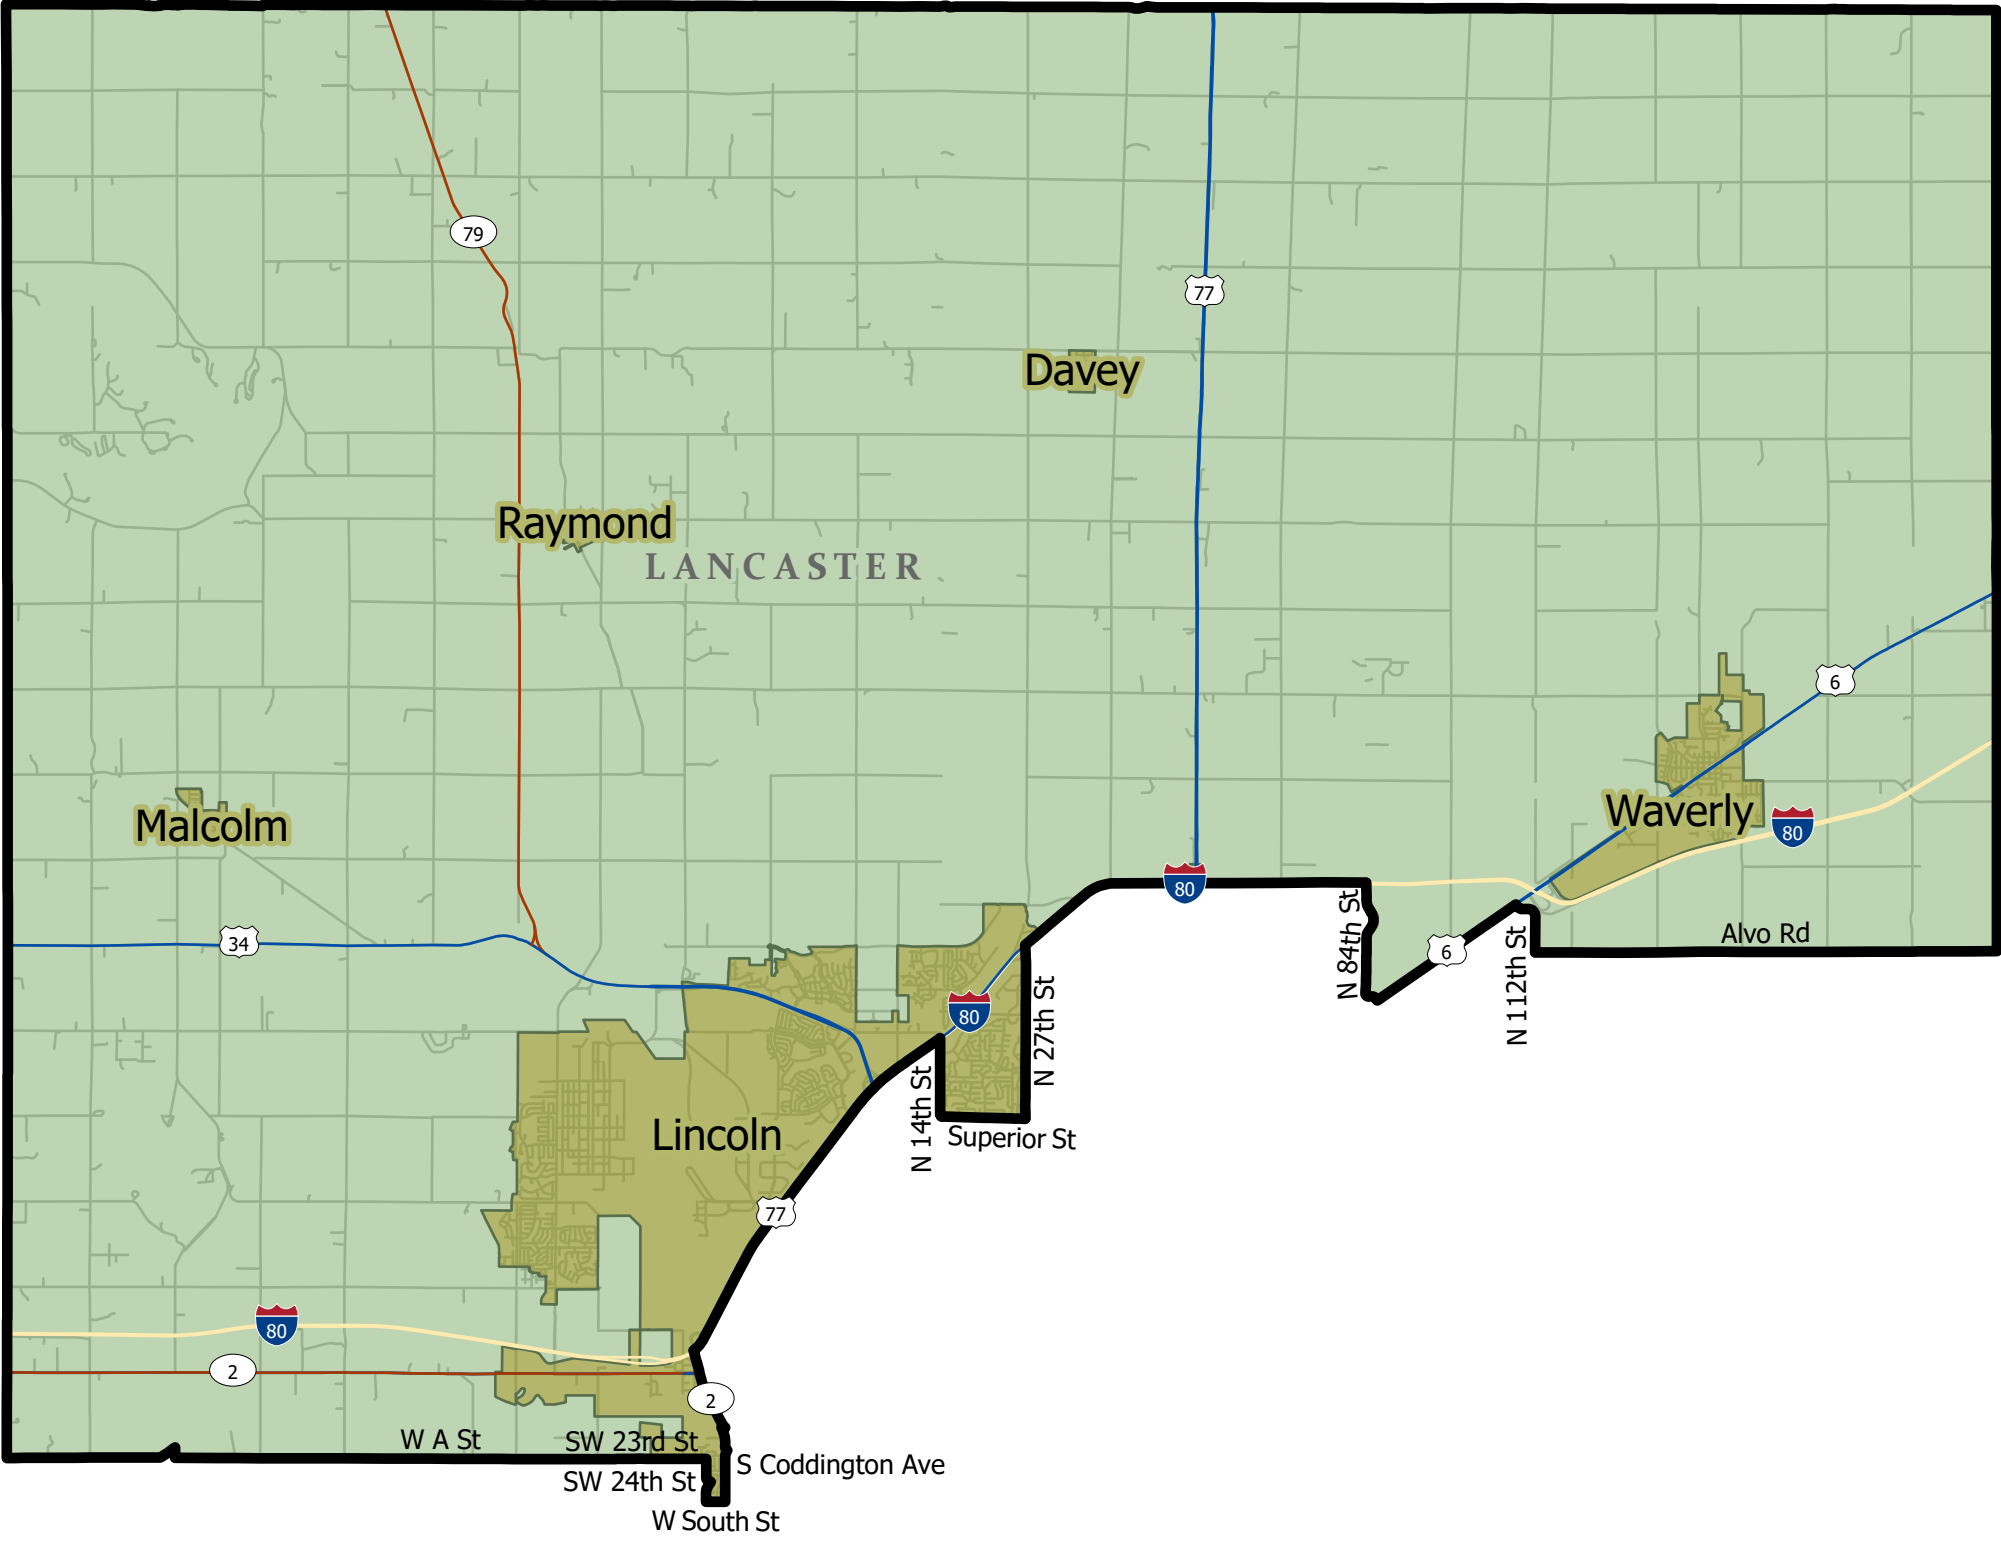 79
77
Davey
Raymond
LANCASTER
6
Malcolm
Waverly
80
80
34
N 84th St
6
N 112th St
Alvo Rd
80
N 27th St
N 14th St
Superior St
Lincoln
77
80
2
2
W A St
SW 23rd St
S Coddington Ave
SW 24th St
W South St